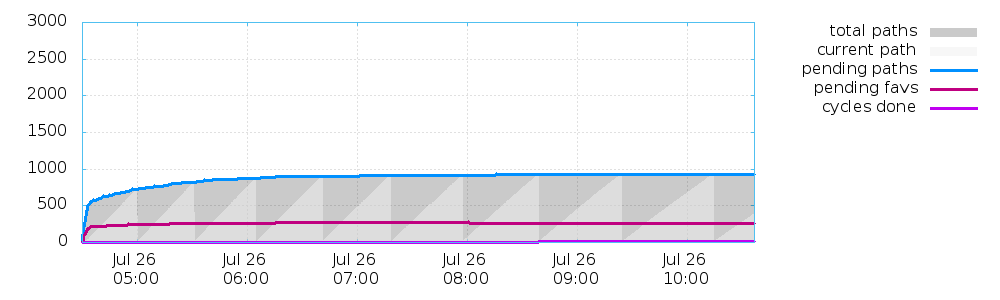 3000
2500
2000
1500
1000
500
0
Jul 26
05:00
Jul 26
06:00
Jul 26
07:00
Jul 26
08:00
Jul 26
09:00
Jul 26
10:00
total paths
current path
pending paths
pending favs
cycles done